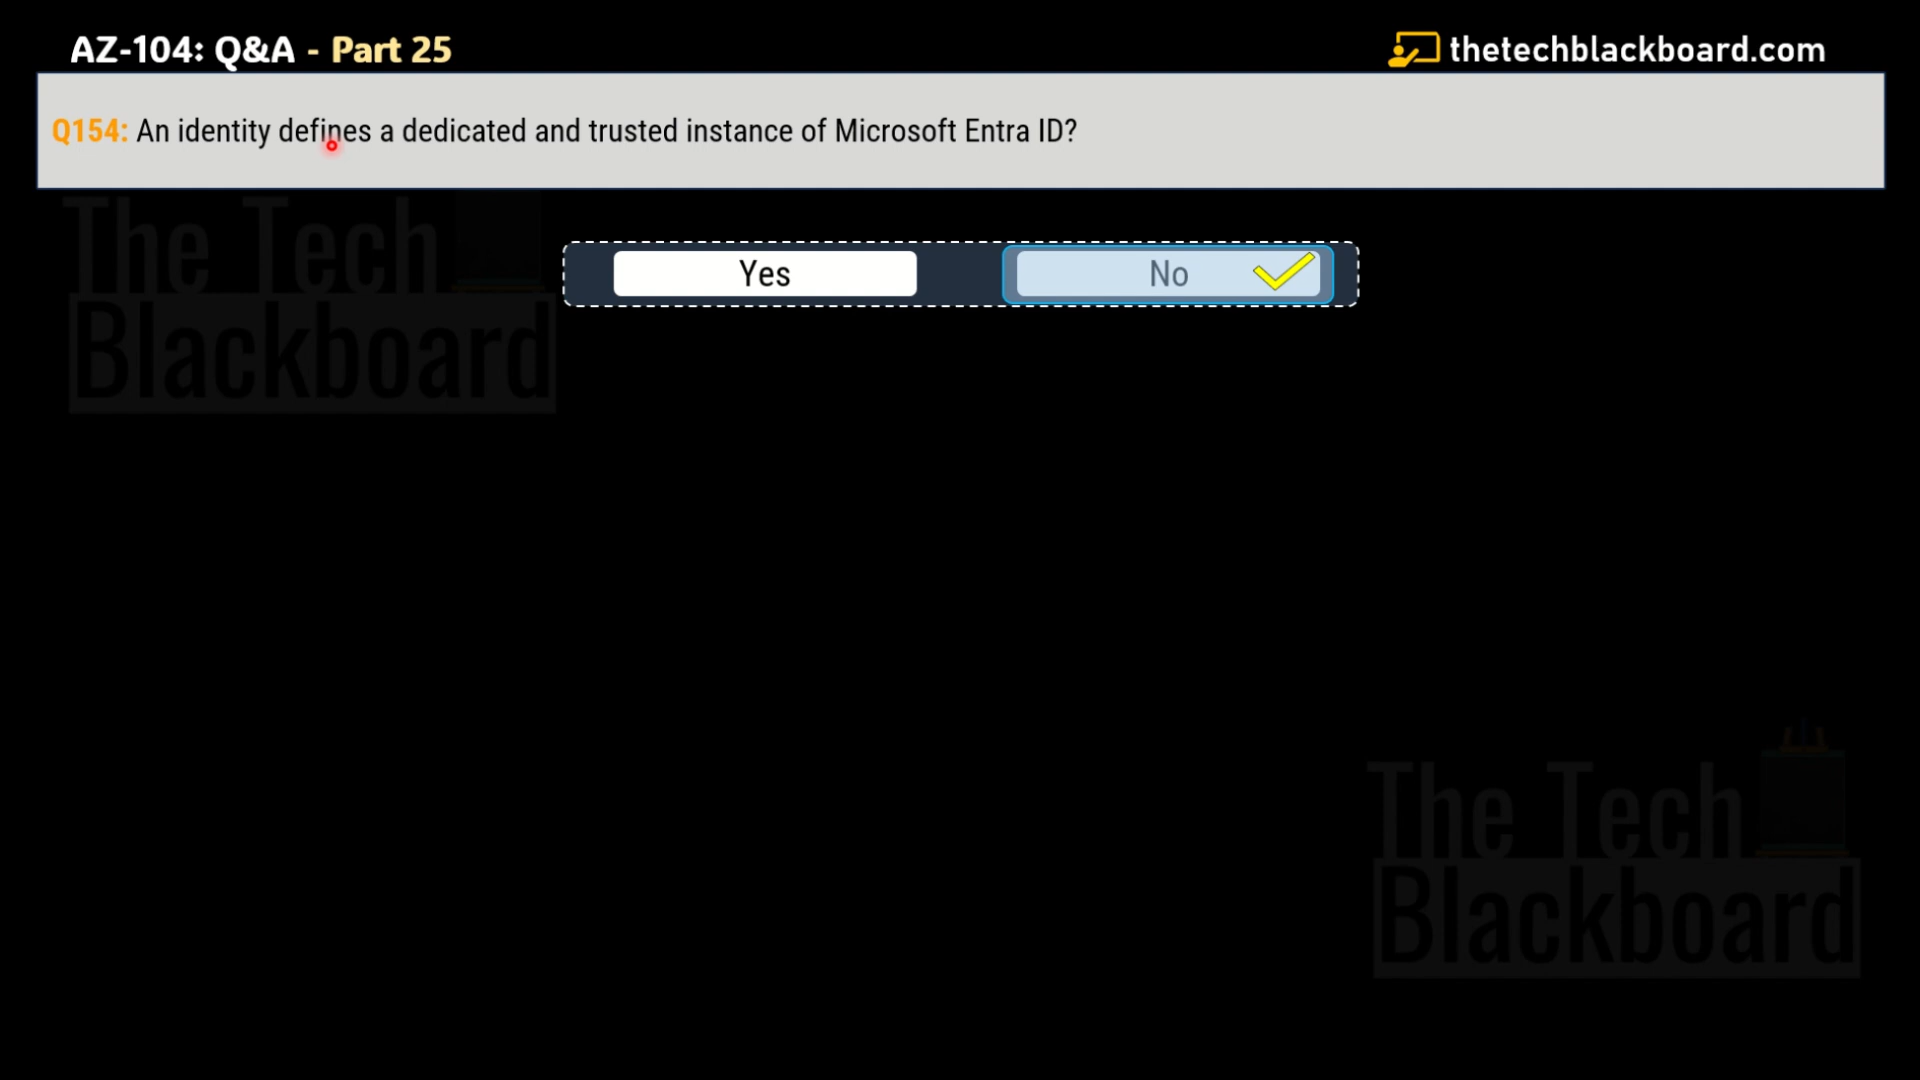 AZ-104: Q&A - Part 25
thetechblackboard.com
Q154: An identity defines a dedicated and trusted instance of Microsoft Entra ID?
The Tech
Blackboard
Yes
No
The Tech
Blackboard